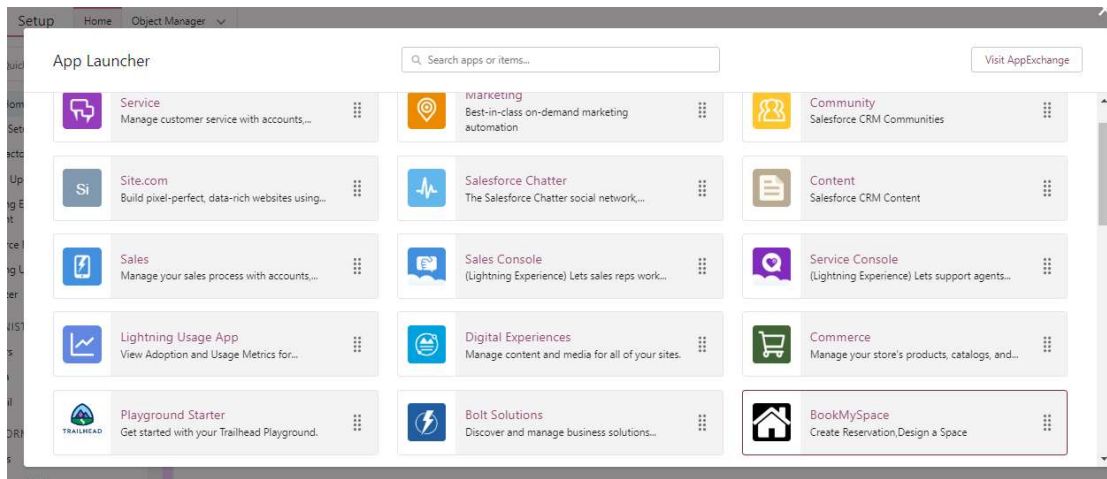 Setup
Home
Object Manager
App Launcher
Search apps or items...
Visit AppExchange
Service
Manage customer service with accounts,...
Marketing
Best-in-class on-demand marketing
automation
Community
Salesforce CRM Communities
Si
Site.com
Build pixel-perfect, data-rich websites using...
Salesforce Chatter
The Salesforce Chatter social network,...
Content
Salesforce CRM Content
Sales
Manage your sales process with accounts,...
Sales Console
(Lightning Experience) Lets sales reps work...
Service Console
(Lightning Experience) Lets support agents...
Lightning Usage App
View Adoption and Usage Metrics for...
Digital Experiences
Manage content and media for all of your sites.
Commerce
Manage your store's products, catalogs, and...
TRAILHEAD
Playground Starter
Get started with your Trailhead Playground.
Bolt Solutions
Discover and manage business solutions...
BookMySpace
Create Reservation,Design a Space